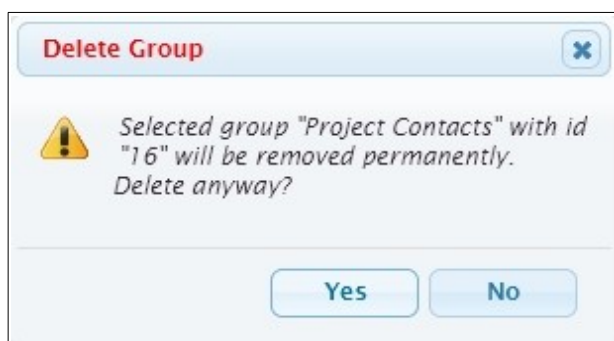 Delete Group
Selected group "Project Contacts" with id
"16" will be removed permanently.
Delete anyway?
Yes No